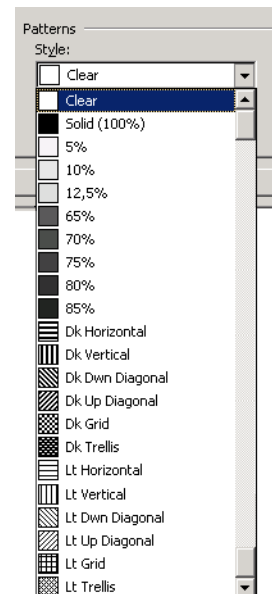 Patterns
Style:
Clear
Clear
Solid (100%)
5%
10%
12,5%
65%
70%
75%
80%
85%
Dk Horizontal
Dk Vertical
Dk Dwn Diagonal
Dk Up Diagonal
Dk Grid
Dk Trellis
Lt Horizontal
Lt Vertical
Lt Dwn Diagonal
Lt Up Diagonal
Lt Grid
Lt Trellis